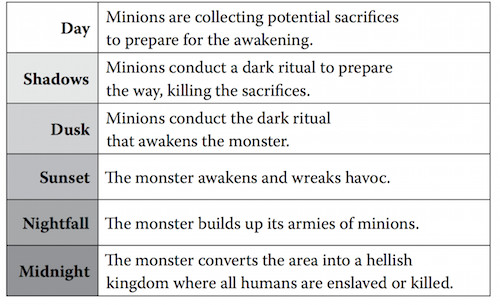 Day
Minions are collecting potential sacrifices
to prepare for the awakening.
Shadows
Minions conduct a dark ritual to prepare
the way, killing the sacrifices.
Dusk
Minions conduct the dark ritual
that awakens the monster.
Sunset
The monster awakens and wreaks havoc.
Nightfall
The monster builds up its armies of minions.
Midnight
The monster converts the area into a hellish
kingdom where all humans are enslaved or killed.